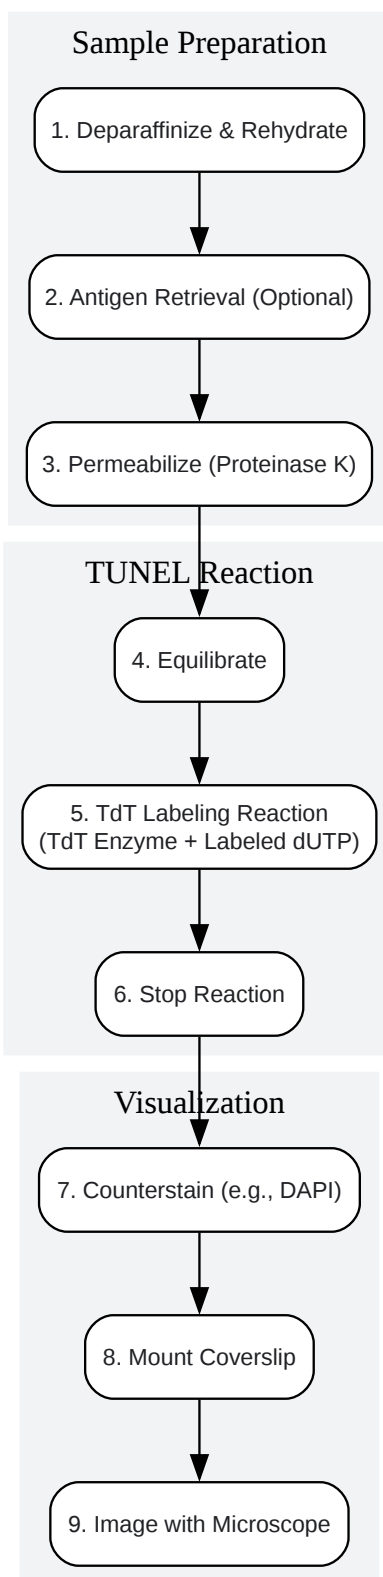 Sample Preparation
1. Deparaffinize & Rehydrate
2. Antigen Retrieval (Optional)
3. Permeabilize (Proteinase K)
TUNEL Reaction
4. Equilibrate
5. TdT Labeling Reaction
(TdT Enzyme + Labeled dUTP)
6. Stop Reaction
Visualization
7. Counterstain (e.g., DAPI)
8. Mount Coverslip
9. Image with Microscope